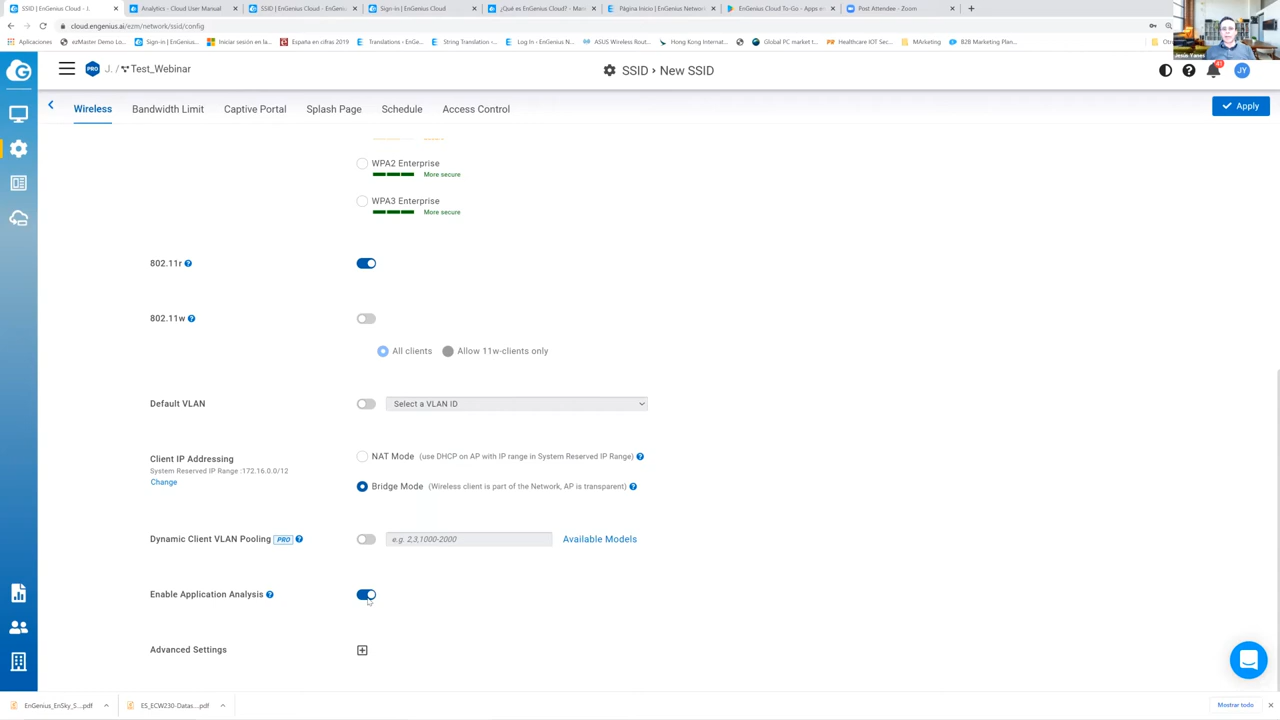 SSID | EnGenius Cloud - J.
Analytics - Cloud User Manual
SSID | EnGenius Cloud - EnGeniu
Sign-in | EnGenius Cloud
¿Qué es EnGenius Cloud? - Man
Página Inicio | EnGenius Networ
EnGenius Cloud To-Go - Apps en
Post Attendee - Zoom
cloud.engenius.ai/ezm/network/ssid/config
Aplicaciones
ezMaster Demo Lo...
Sign-in | EnGenius...
Iniciar sesión en la...
España en cifras 2019
Translations ‹ EnGe...
String Translation ‹...
Log In ‹ EnGenius N...
ASUS Wireless Rout...
Hong Kong Internat...
Global PC market t...
Healthcare IOT Sec...
MArketing
B2B Marketing Plan...
Jesús Yanes
PRO J. / Test_Webinar
SSID › New SSID
JY
Wireless
Bandwidth Limit
Captive Portal
Splash Page
Schedule
Access Control
Apply
WPA2 Enterprise
More secure
WPA3 Enterprise
More secure
802.11r
802.11w
All clients
Allow 11w-clients only
Default VLAN
Select a VLAN ID
Client IP Addressing
System Reserved IP Range :172.16.0.0/12
Change
NAT Mode (use DHCP on AP with IP range in System Reserved IP Range)
Bridge Mode (Wireless client is part of the Network, AP is transparent)
Dynamic Client VLAN Pooling PRO
e.g. 2,3,1000-2000
Available Models
Enable Application Analysis
Advanced Settings
EnGenius_EnSky_S....pdf
ES_ECW230-Datas....pdf
Mostrar todo